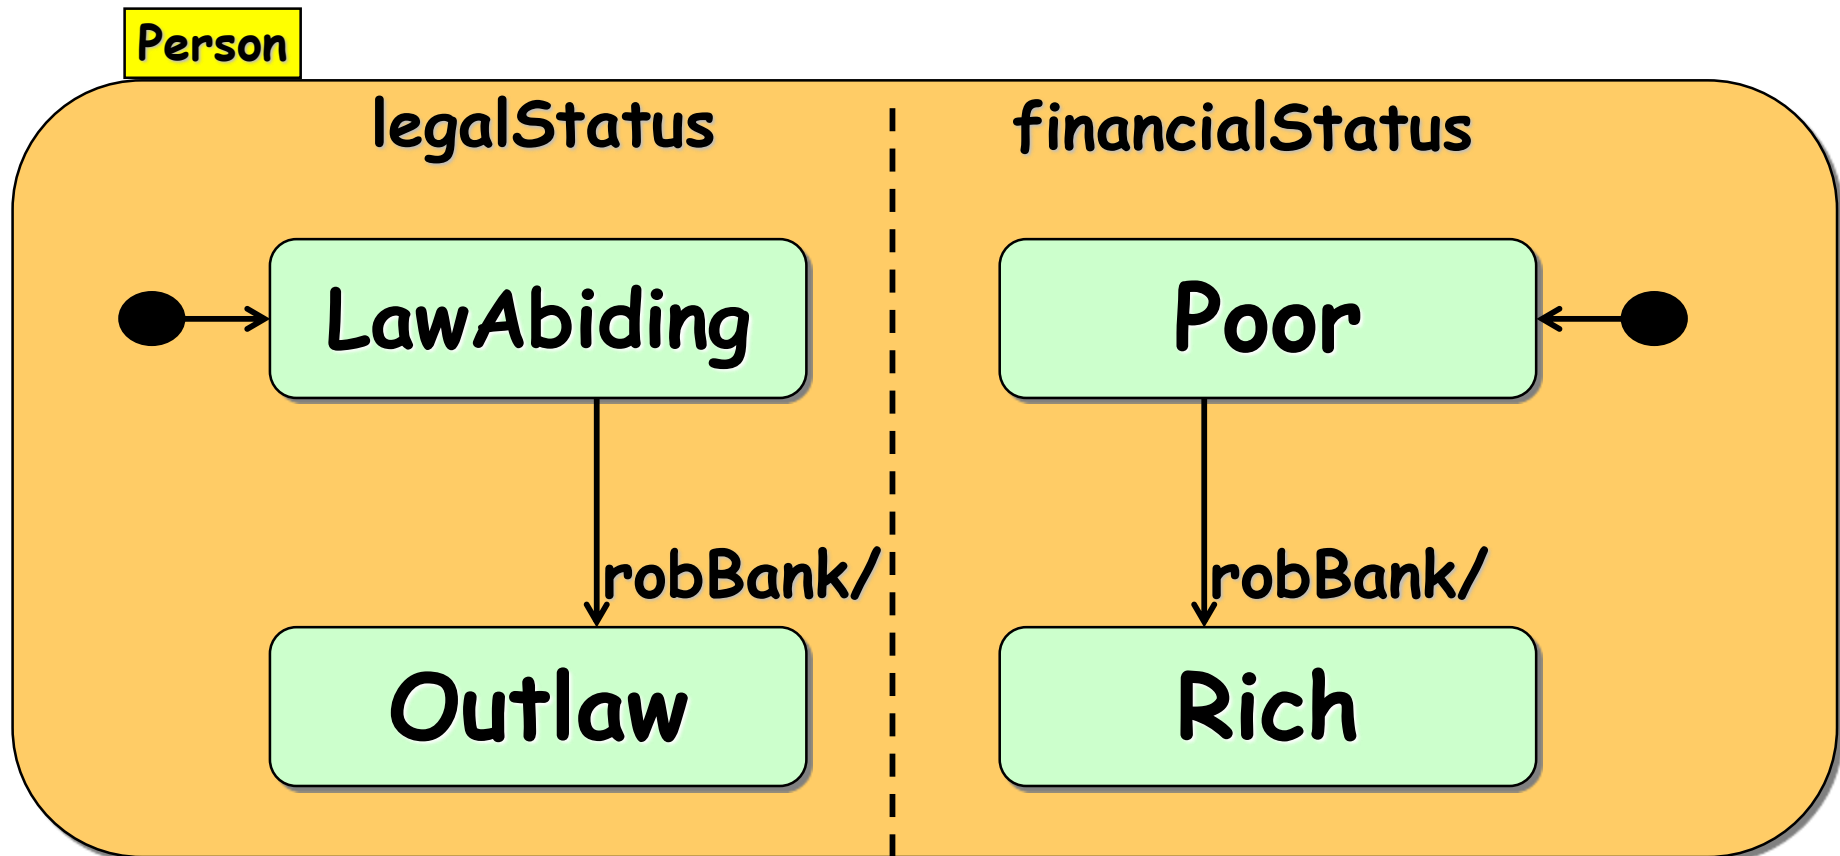 Person
legalStatus
financialStatus
LawAbiding
Poor
robBank/
robBank/
Outlaw
Rich